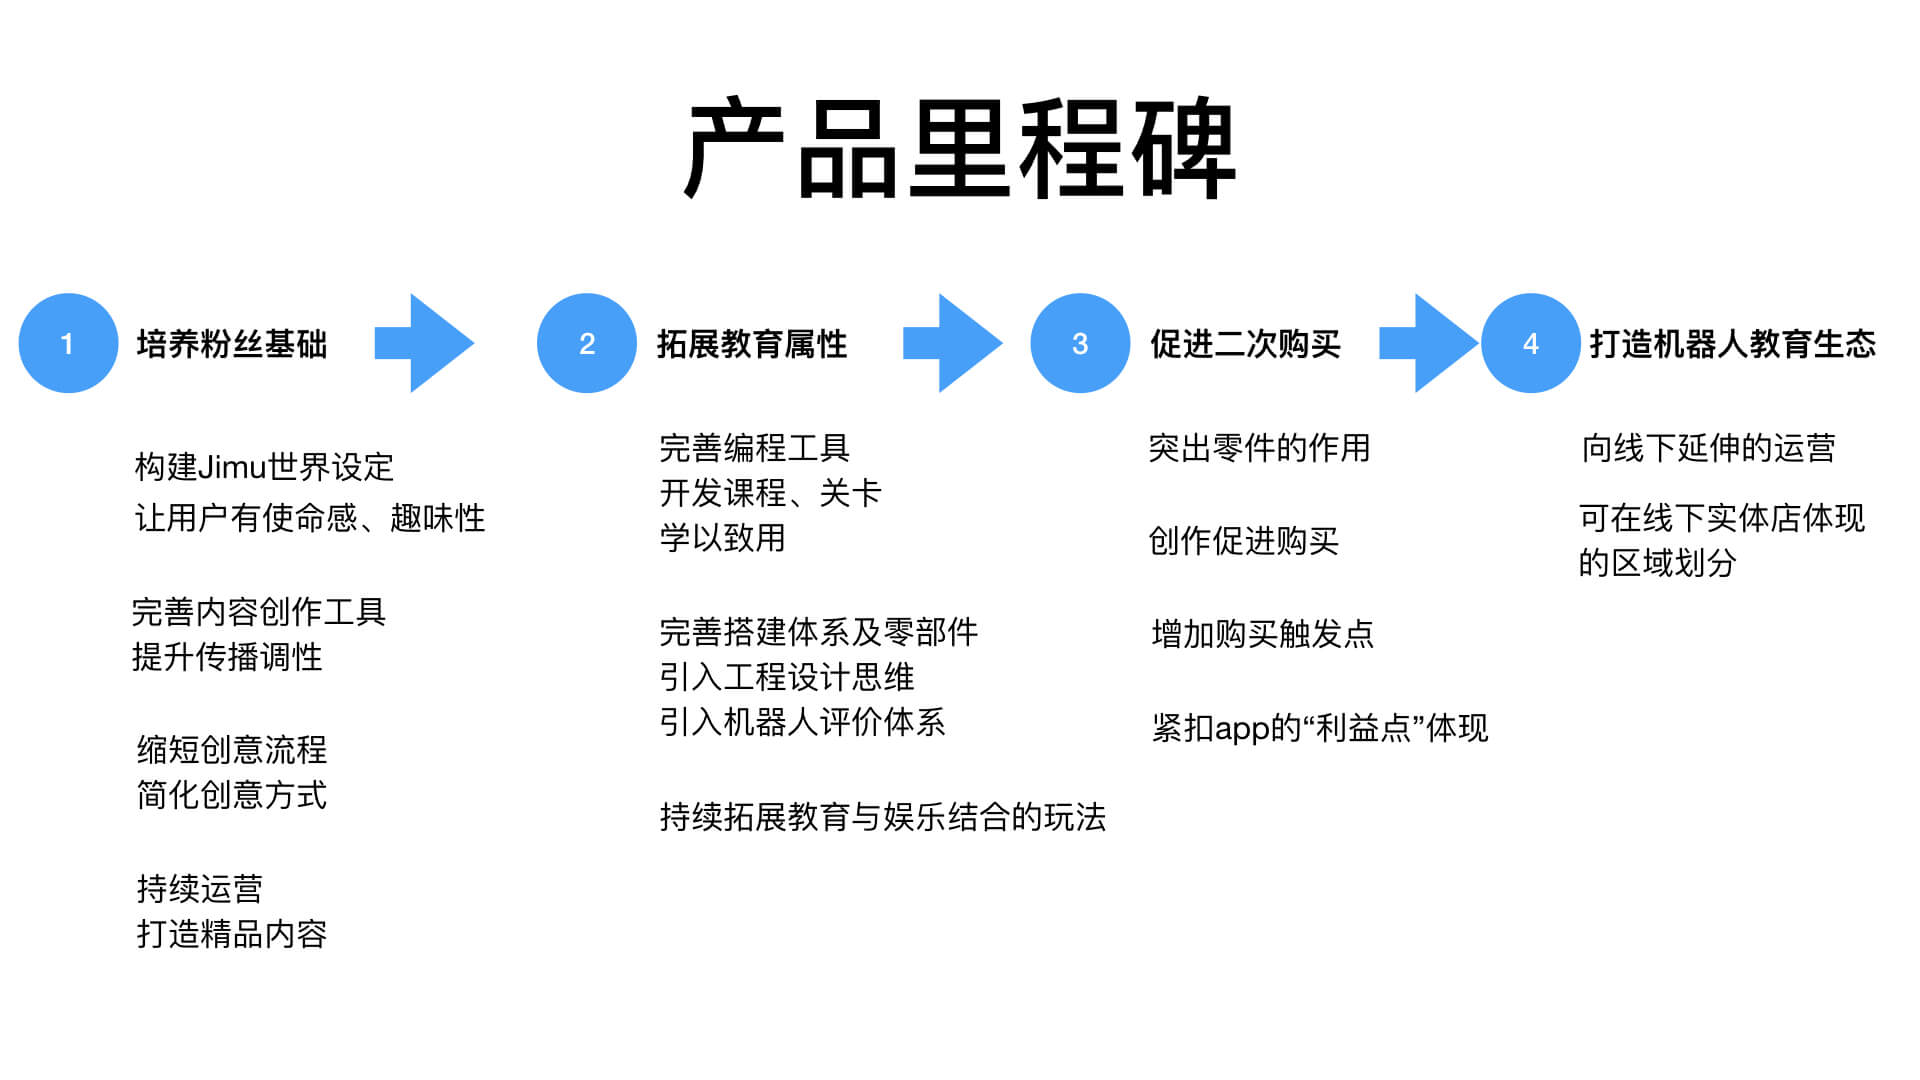 产品里程碑
1
培养粉丝基础
构建Jimu世界设定
让用户有使命感、趣味性
完善内容创作工具
提升传播调性
缩短创意流程
简化创意方式
持续运营
打造精品内容
2
拓展教育属性
完善编程工具
开发课程、关卡
学以致用
完善搭建体系及零部件
引入工程设计思维
引入机器人评价体系
持续拓展教育与娱乐结合的玩法
3
促进二次购买
突出零件的作用
创作促进购买
增加购买触发点
紧扣app的“利益点”体现
4
打造机器人教育生态
向线下延伸的运营
可在线下实体店体现
的区域划分